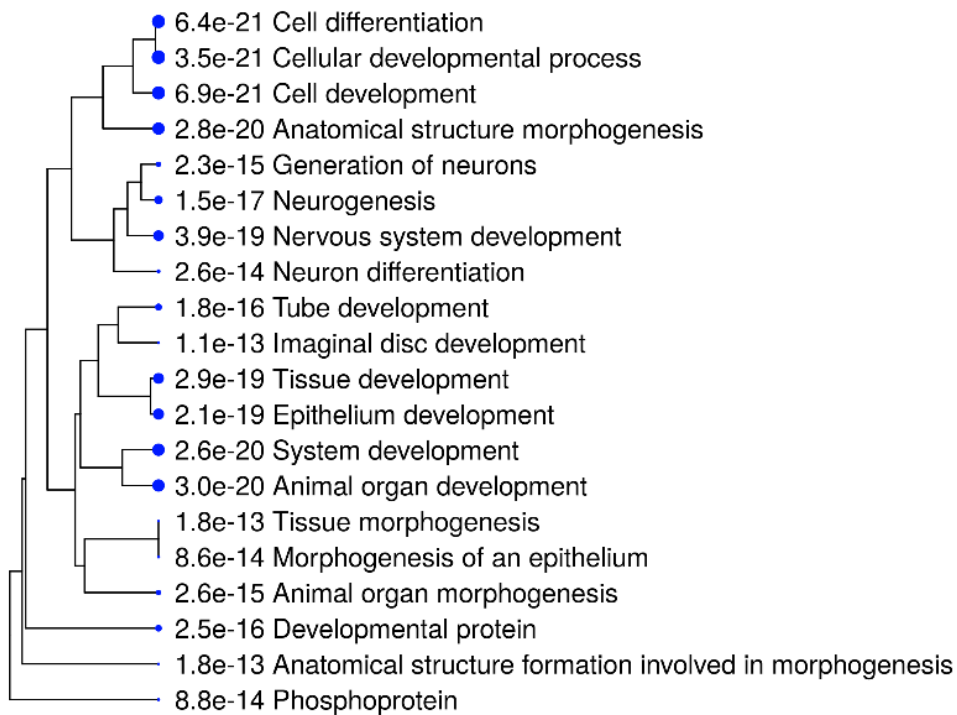 6.4e-21 Cell differentiation
3.5e-21 Cellular developmental process
6.9e-21 Cell development
2.8e-20 Anatomical structure morphogenesis
2.3e-15 Generation of neurons
1.5e-17 Neurogenesis
3.9e-19 Nervous system development
2.6e-14 Neuron differentiation
1.8e-16 Tube development
1.1e-13 Imaginal disc development
2.9e-19 Tissue development
2.1e-19 Epithelium development
2.6e-20 System development
3.0e-20 Animal organ development
1.8e-13 Tissue morphogenesis
8.6e-14 Morphogenesis of an epithelium
2.6e-15 Animal organ morphogenesis
2.5e-16 Developmental protein
1.8e-13 Anatomical structure formation involved in morphogenesis
8.8e-14 Phosphoprotein